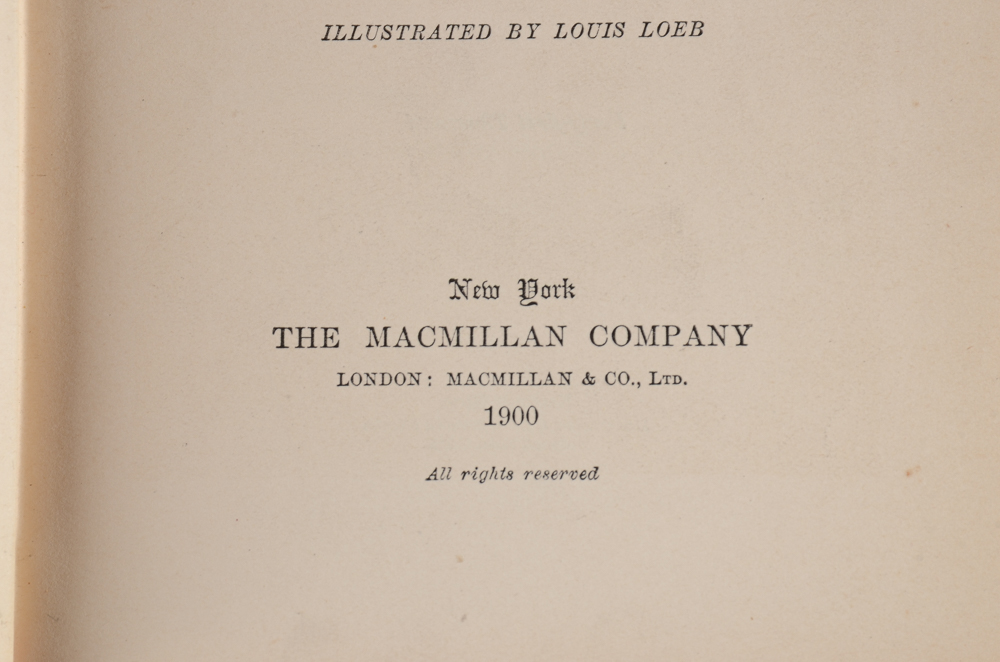 ILLUSTRATED BY LOUIS LOEB
New York
THE MACMILLAN COMPANY
LONDON: MACMILLAN & CO., LTD.
1900
All rights reserved